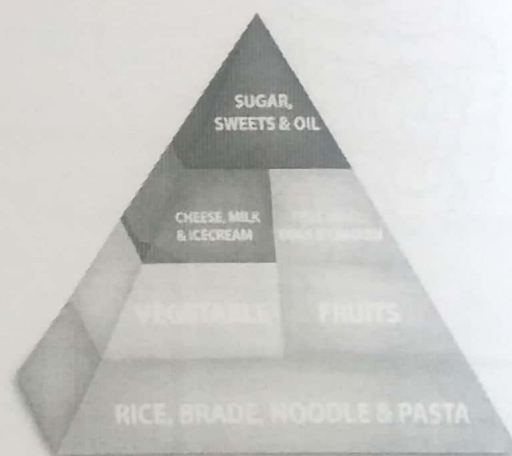 SUGAR,
SWEETS & OIL
CHEESE, MILK
& ICECREAM
VEGETABLE
FRUITS
RICE, BRADE, NOODLE & PASTA